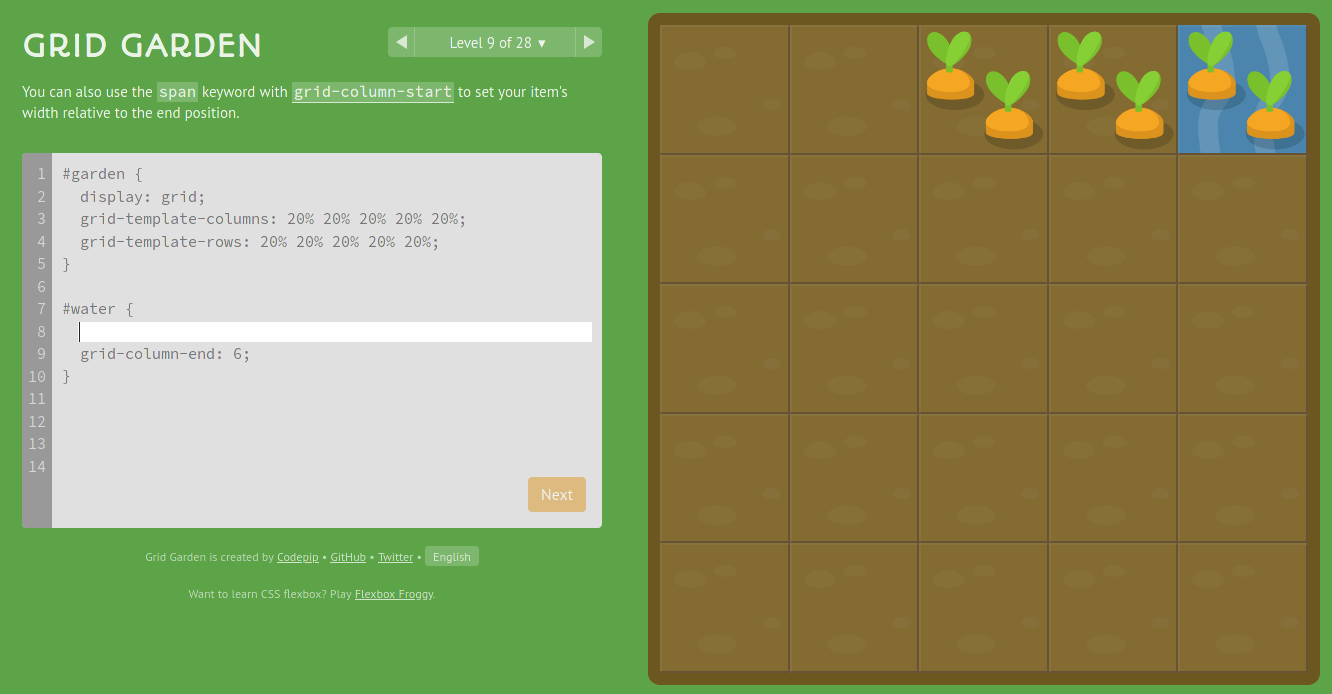 GRID GARDEN
◀ Level 9 of 28 ▾ ▶
You can also use the span keyword with grid-column-start to set your item's
width relative to the end position.
1 #garden {
2 display: grid;
3 grid-template-columns: 20% 20% 20% 20% 20%;
4 grid-template-rows: 20% 20% 20% 20% 20%;
5 }
6
7 #water {
8
9 grid-column-end: 6;
10 }
11
12
13
14
Next
Grid Garden is created by Codepip • GitHub • Twitter • English
Want to learn CSS flexbox? Play Flexbox Froggy.